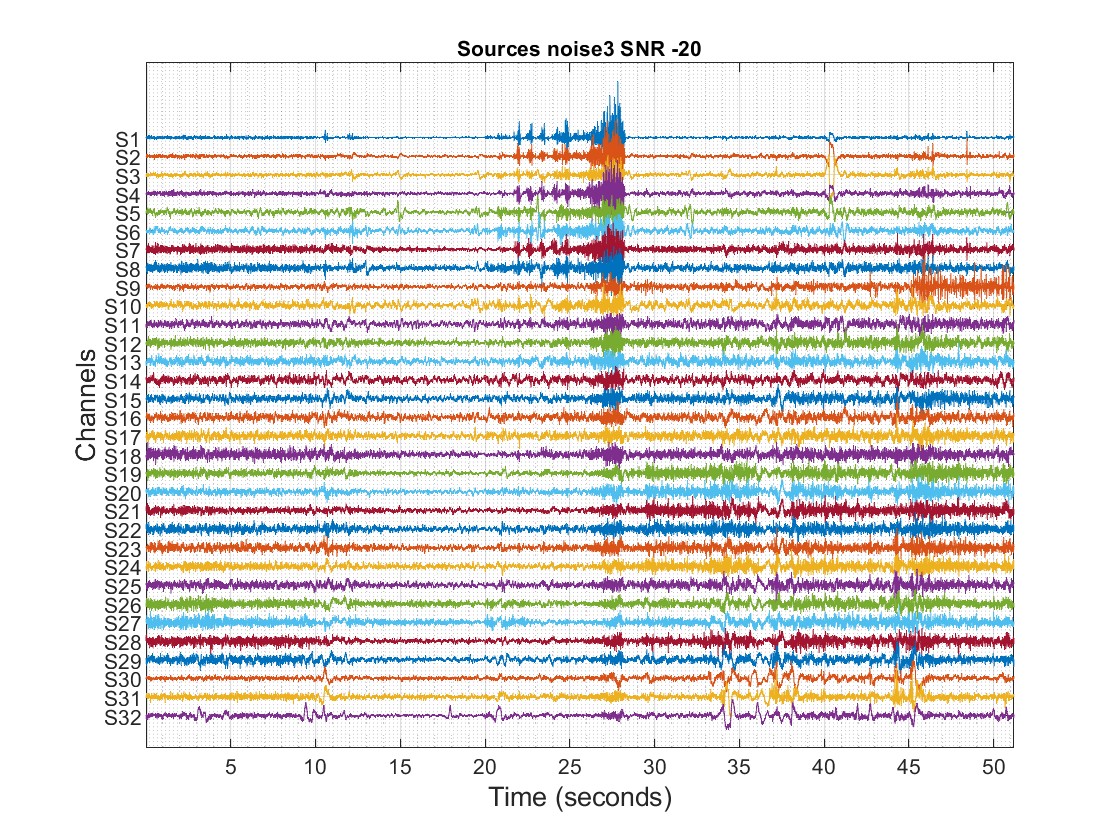 Sources noise3 SNR -20
S1
S2
S3
S4
S5
S6
S7
S8
S9
S10
S11
S12
S13
S14
S15
S16
S17
S18
S19
S20
S21
S22
S23
S24
S25
S26
S27
S28
S29
S30
S31
S32
Channels
5 10 15 20 25 30 35 40 45 50
Time (seconds)